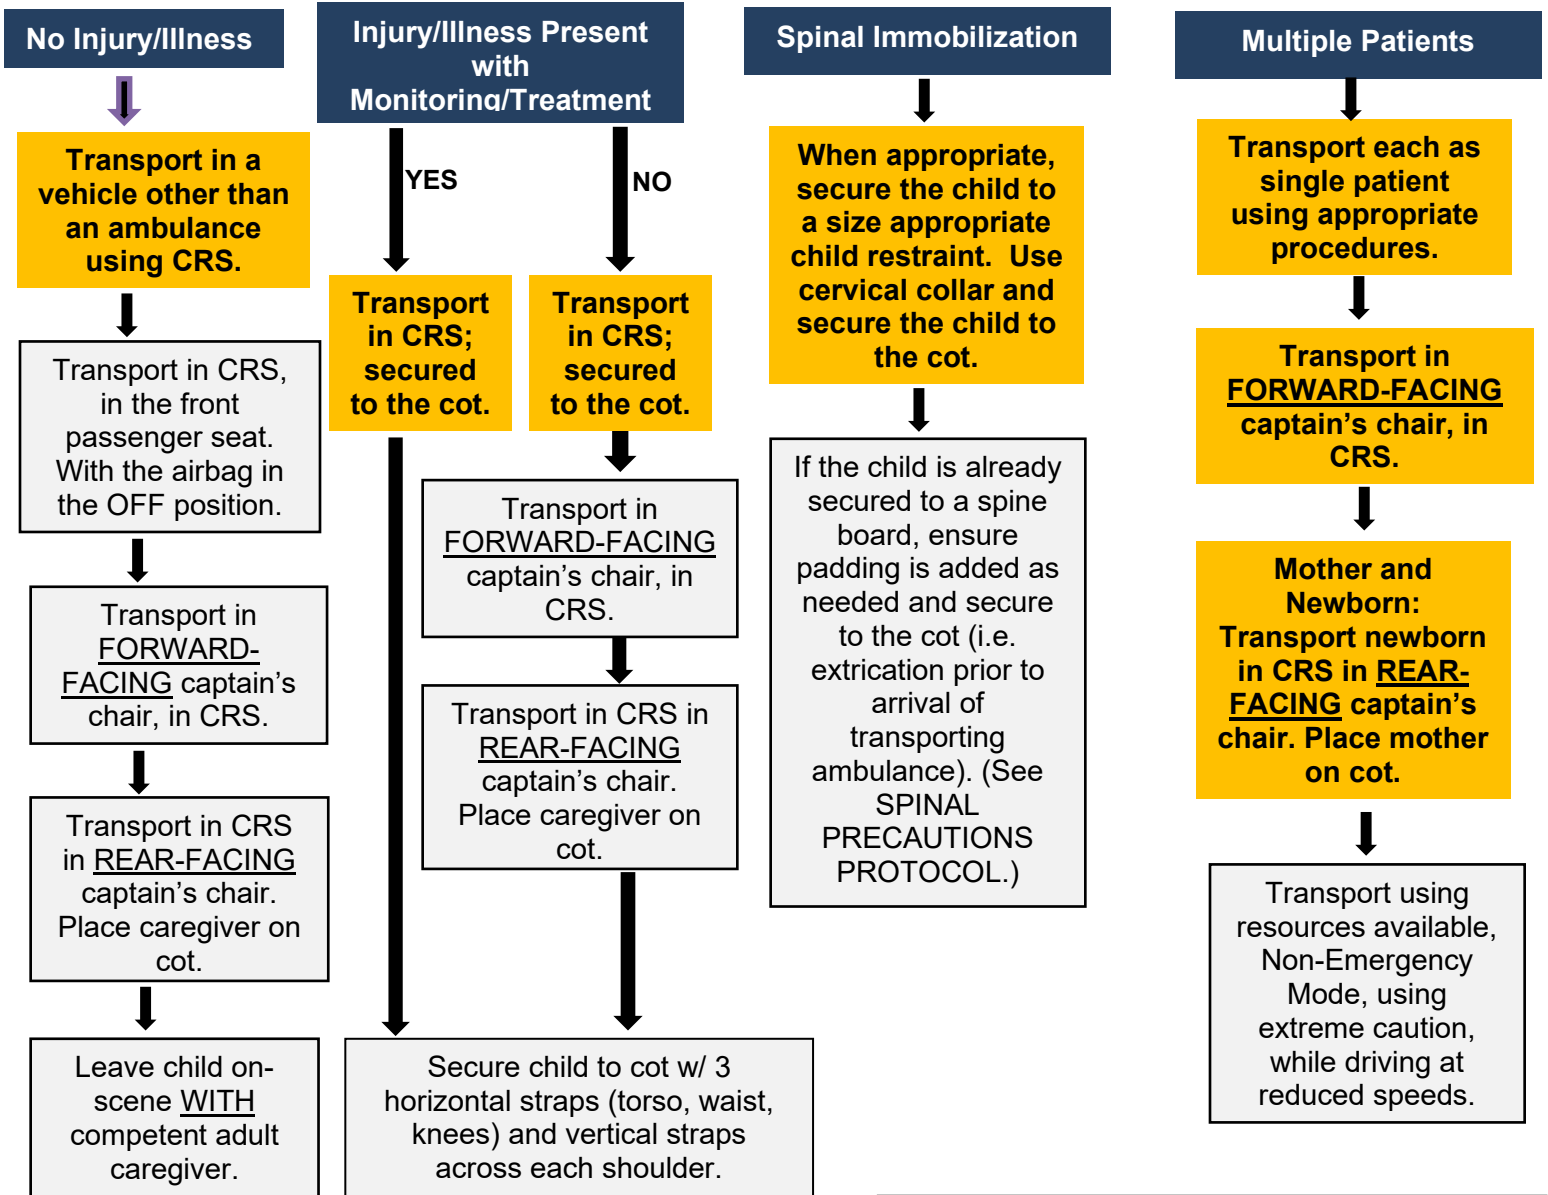 No Injury/Illness
Transport in a
vehicle other than
an ambulance
using CRS.
Transport in CRS,
in the front
passenger seat.
With the airbag in
the OFF position.
Transport in
FORWARD-
FACING captain’s
chair, in CRS.
Transport in CRS
in REAR-FACING
captain’s chair.
Place caregiver on
cot.
Leave child on-
scene WITH
competent adult
caregiver.
Injury/Illness Present
with
Monitoring/Treatment
YES
NO
Transport
in CRS;
secured
to the cot.
Transport
in CRS;
secured
to the cot.
Transport in
FORWARD-FACING
captain’s chair, in
CRS.
Transport in CRS in
REAR-FACING
captain’s chair.
Place caregiver on
cot.
Secure child to cot w/ 3
horizontal straps (torso, waist,
knees) and vertical straps
across each shoulder.
Spinal Immobilization
When appropriate,
secure the child to
a size appropriate
child restraint.  Use
cervical collar and
secure the child to
the cot.
If the child is already
secured to a spine
board, ensure
padding is added as
needed and secure
to the cot (i.e.
extrication prior to
arrival of
transporting
ambulance). (See
SPINAL
PRECAUTIONS
PROTOCOL.)
Multiple Patients
Transport each as
single patient
using appropriate
procedures.
Transport in
FORWARD-FACING
captain’s chair, in
CRS.
Mother and
Newborn:
Transport newborn
in CRS in REAR-
FACING captain’s
chair. Place mother
on cot.
Transport using
resources available,
Non-Emergency
Mode, using
extreme caution,
while driving at
reduced speeds.